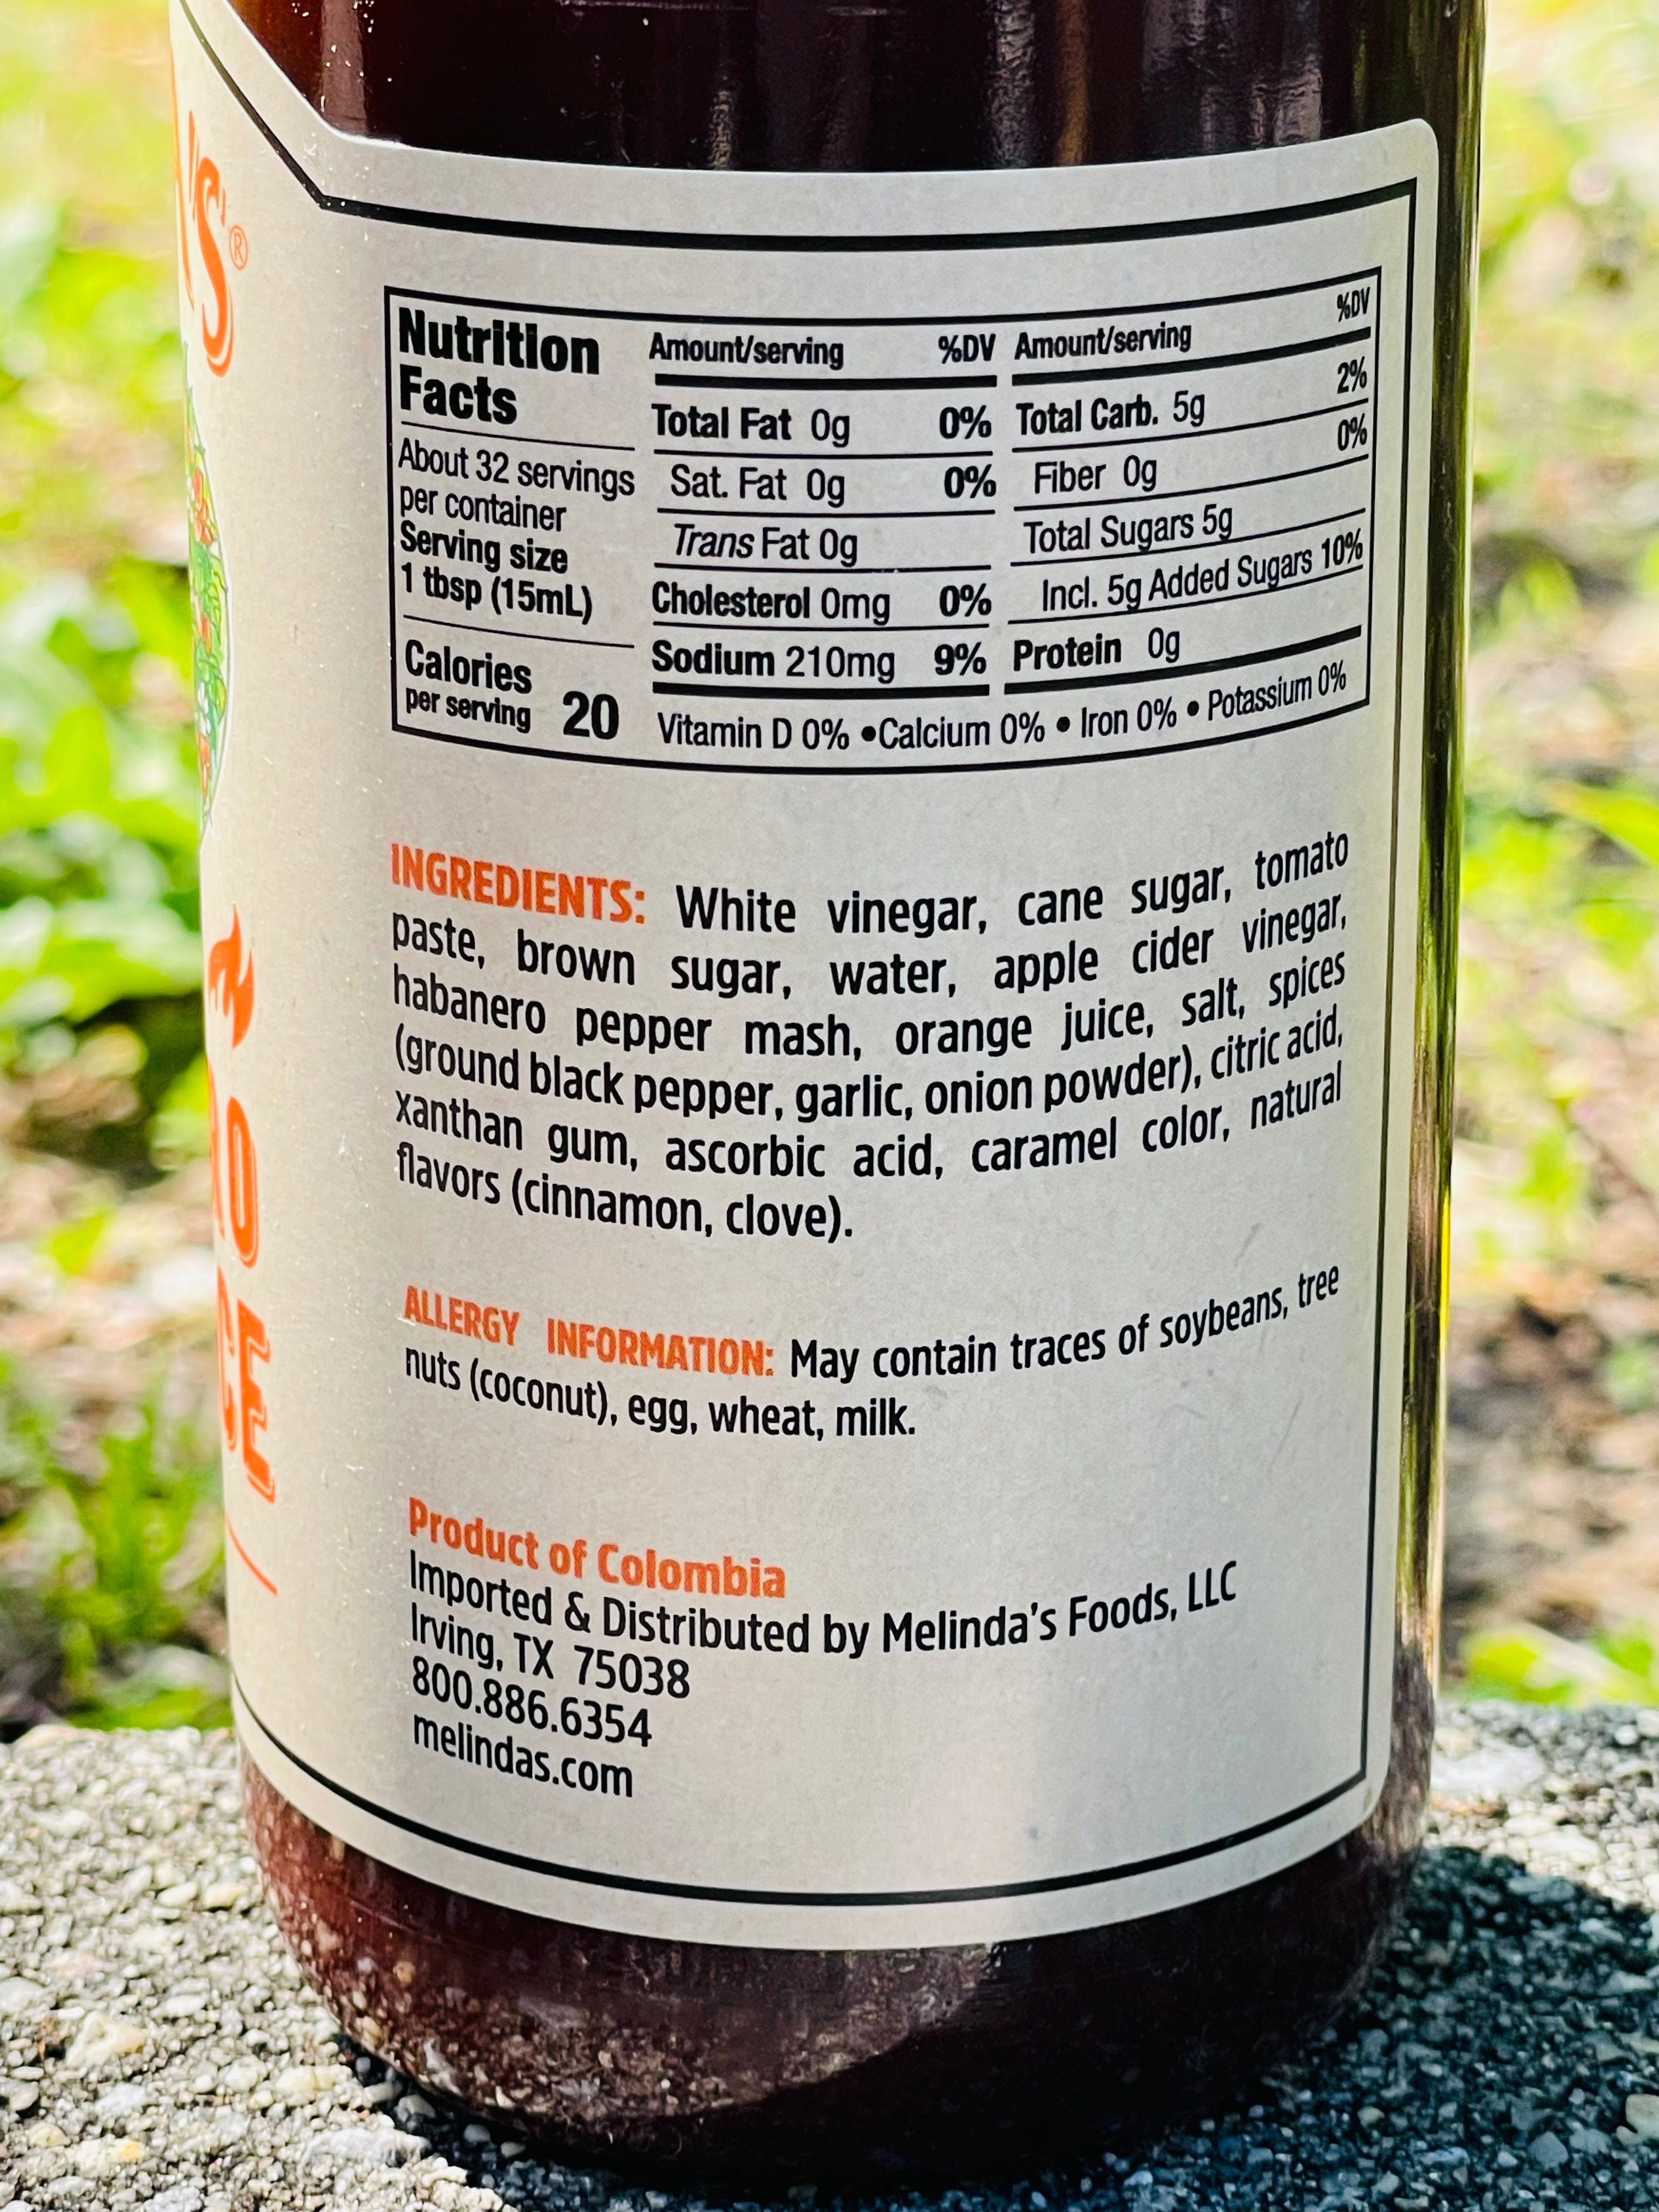 'S®
Nutrition
Facts
About 32 servings
per container
Serving size
1 tbsp (15mL)
Calories
per serving 20
Amount/serving %DV
Total Fat 0g 0%
Sat. Fat 0g 0%
Trans Fat 0g
Cholesterol 0mg 0%
Sodium 210mg 9%
Amount/serving %DV
Total Carb. 5g 2%
Fiber 0g 0%
Total Sugars 5g
Incl. 5g Added Sugars 10%
Protein 0g
Vitamin D 0% •Calcium 0% • Iron 0% • Potassium 0%
INGREDIENTS: White vinegar, cane sugar, tomato
paste, brown sugar, water, apple cider vinegar,
habanero pepper mash, orange juice, salt, spices
(ground black pepper, garlic, onion powder), citric acid,
xanthan gum, ascorbic acid, caramel color, natural
flavors (cinnamon, clove).
ALLERGY INFORMATION: May contain traces of soybeans, tree
nuts (coconut), egg, wheat, milk.
Product of Colombia
Imported & Distributed by Melinda's Foods, LLC
Irving, TX 75038
800.886.6354
melindas.com